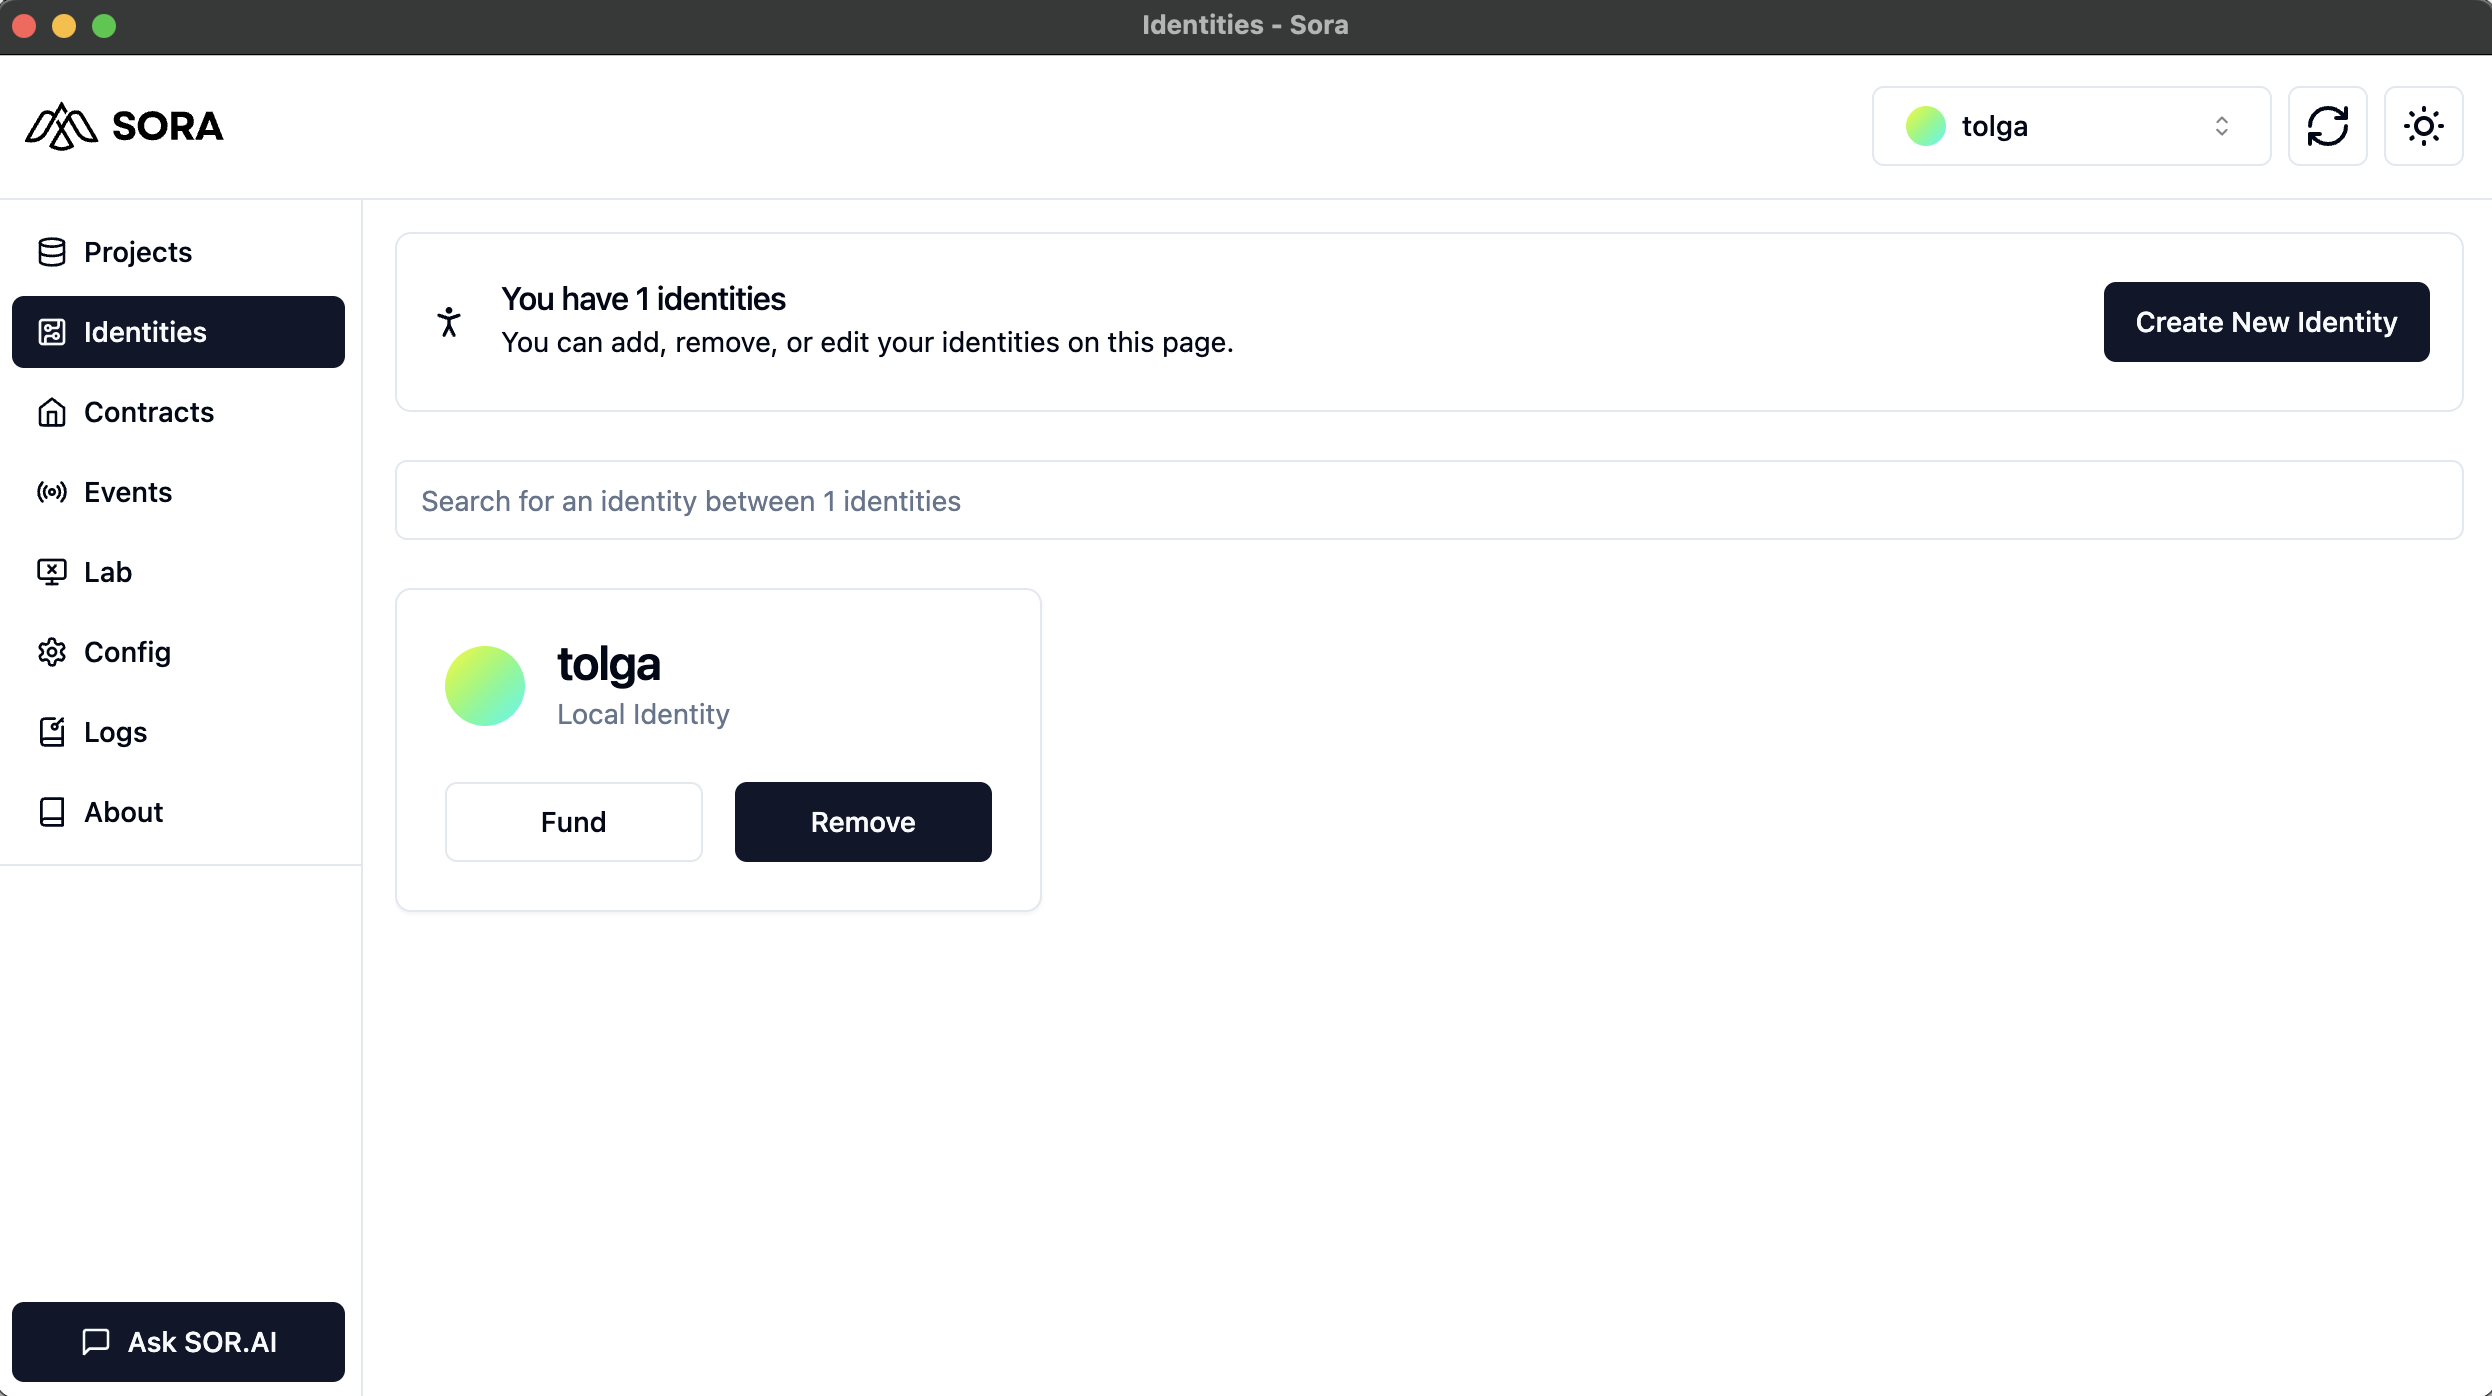 Identities - Sora
SORA
tolga
Projects
Identities
Contracts
Events
Lab
Config
Logs
About
Ask SOR.AI
You have 1 identities
You can add, remove, or edit your identities on this page.
Create New Identity
Search for an identity between 1 identities
tolga
Local Identity
Fund
Remove